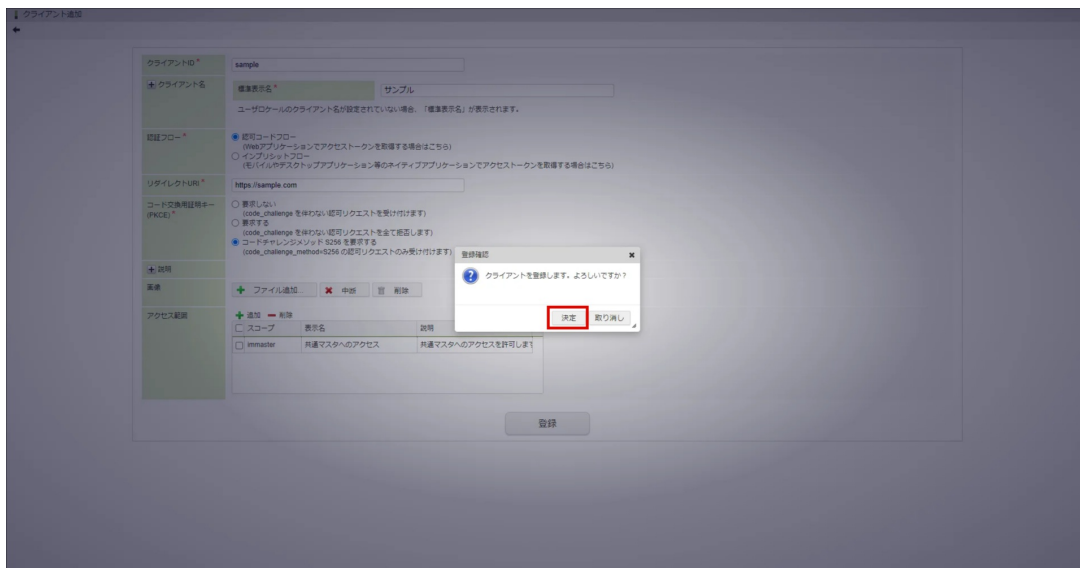 クライアント追加
クライアントID *
sample
クライアント名
標準表示名 *
サンプル
ユーザロケールのクライアント名が設定されていない場合、「標準表示名」が表示されます。
認証フロー *
認可コードフロー
(Webアプリケーションでアクセストークンを取得する場合はこちら)
インプリシットフロー
(モバイルやデスクトップアプリケーション等のネイティブアプリケーションでアクセストークンを取得する場合はこちら)
リダイレクトURI *
https://sample.com
コード交換用証明キー
(PKCE) *
要求しない
(code_challenge を伴わない認可リクエストを受け付けます)
要求する
(code_challenge を伴わない認可リクエストを全て拒否します)
コードチャレンジメソッド S256 を要求する
(code_challenge_method=S256 の認可リクエストのみ受け付けます)
登録確認
クライアントを登録します。よろしいですか?
決定 取り消し
説明
画像
ファイル追加... 中断 削除
アクセス範囲
追加 削除
スコープ 表示名 説明
immaster 共通マスタへのアクセス 共通マスタへのアクセスを許可しま
登録